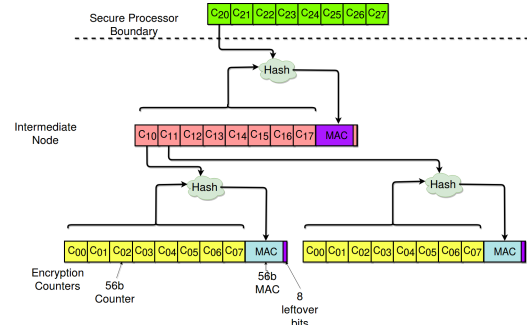 C20 C21 C22 C23 C24 C25 C26 C27
Secure Processor
Boundary
Hash
Intermediate
Node
C10 C11 C12 C13 C14 C15 C16 C17 MAC
Hash
Hash
C00 C01 C02 C03 C04 C05 C06 C07 MAC
C00 C01 C02 C03 C04 C05 C06 C07 MAC
Encryption
Counters
56b
Counter
56b
MAC
8
leftover
bits